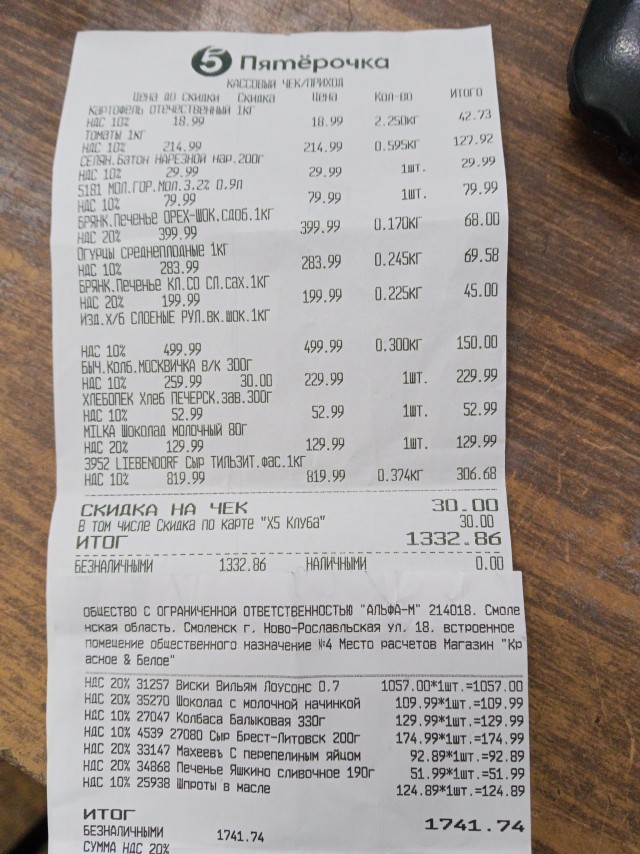 5 Пятёрочка
КАССОВЫЙ ЧЕК/ПРИХОД
Цена до скидки Скидка Цена Кол-во ИТОГО
Картофель отечественный 1кг
НДС 10% 18.99 18.99 2.250кг 42.73
Томаты 1кг
НДС 10% 214.99 214.99 0.595кг 127.92
СЕЛЯН.Батон НАРЕЗНОЙ нар.200г
НДС 10% 29.99 29.99 1шт. 29.99
5181 МОЛ.ГОР.МОЛ.3.2% 0.9л
НДС 10% 79.99 79.99 1шт. 79.99
БРЯНК.Печенье ОРЕХ-ШОК.СДОБ.1КГ
НДС 20% 399.99 399.99 0.170кг 68.00
Огурцы среднеплодные 1кг
НДС 10% 283.99 283.99 0.245кг 69.58
БРЯНК.Печенье КЛ.СО СЛ.сах.1КГ
НДС 20% 199.99 199.99 0.225кг 45.00
Изд.х/б СЛОЕНЫЕ РУЛ.вк.шок.1КГ
НДС 10% 499.99 499.99 0.300кг 150.00
БЫЧ.Колб.МОСКВИЧКА в/к 300г
НДС 10% 259.99 30.00 229.99 1шт. 229.99
ХЛЕБОПЕК Хлеб ПЕЧЕРСК.зав.300г
НДС 10% 52.99 52.99 1шт. 52.99
MILKA Шоколад МОЛОЧНЫЙ 80г
НДС 20% 129.99 129.99 1шт. 129.99
3952 LIEBENDORF Сыр ТИЛЬЗИТ.фас.1КГ
НДС 10% 819.99 819.99 0.374кг 306.68
СКИДКА НА ЧЕК 30.00
В том числе Скидка по карте "X5 Клуба" 30.00
ИТОГ 1332.86
БЕЗНАЛИЧНЫМИ 1332.86 НАЛИЧНЫМИ 0.00
ОБЩЕСТВО С ОГРАНИЧЕННОЙ ОТВЕТСТВЕННОСТЬЮ "АЛЬФА-М" 214018. Смоле
нская область. Смоленск г. Ново-Рославльская ул. 18. встроенное
помещение общественного назначение №4 Место расчетов Магазин "Кр
асное & Белое"
НДС 20% 31257 Виски Вильям Лоусонс 0.7 1057.00*1шт.=1057.00
НДС 20% 35270 Шоколад с молочной начинкой 109.99*1шт.=109.99
НДС 10% 27047 Колбаса Балыковая 330г 129.99*1шт.=129.99
НДС 10% 4539 27080 Сыр Брест-Литовск 200г 174.99*1шт.=174.99
НДС 20% 33147 Махеевъ С перепелиным яйцом 92.89*1шт.=92.89
НДС 20% 34868 Печенье Яшкино сливочное 190г 51.99*1шт.=51.99
НДС 10% 25938 Шпроты в масле 124.89*1шт.=124.89
ИТОГ 1741.74
БЕЗНАЛИЧНЫМИ 1741.74
СУММА НДС 20%